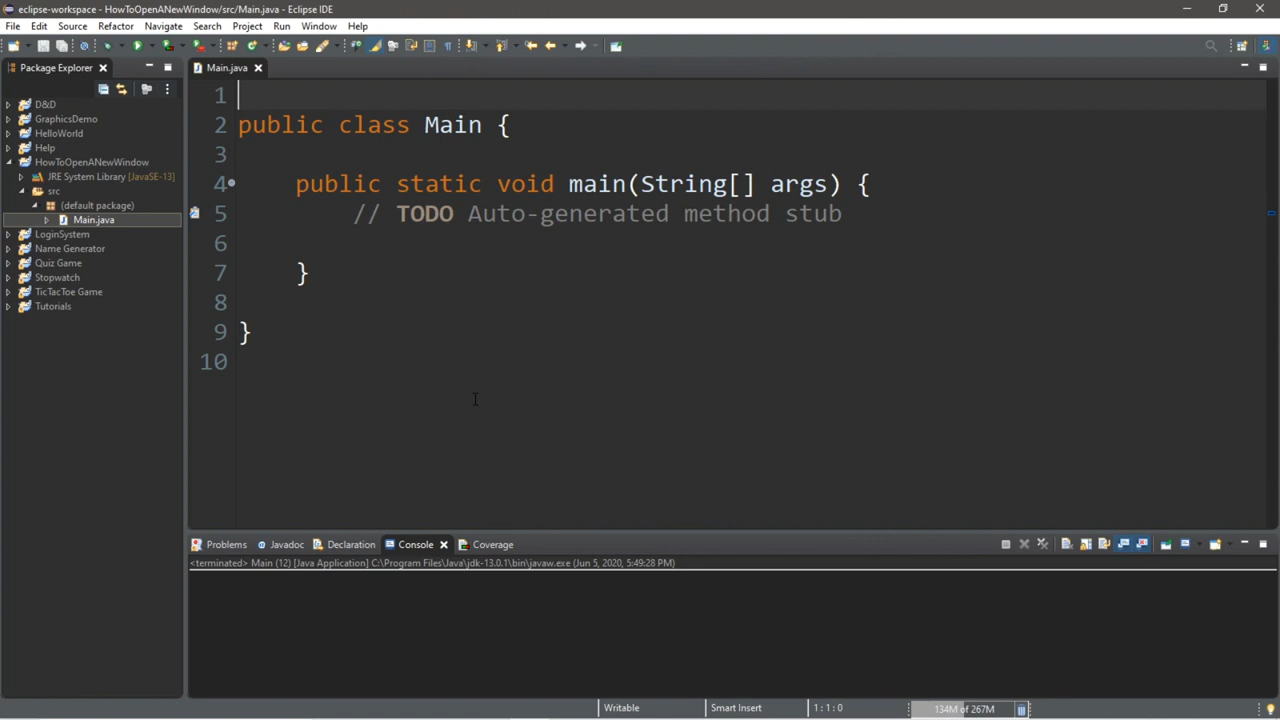 eclipse-workspace - HowToOpenANewWindow/src/Main.java - Eclipse IDE
File Edit Source Refactor Navigate Search Project Run Window Help
Package Explorer
Main.java
D&D
GraphicsDemo
HelloWorld
Help
HowToOpenANewWindow
JRE System Library [JavaSE-13]
src
(default package)
Main.java
LoginSystem
Name Generator
Quiz Game
Stopwatch
TicTacToe Game
Tutorials
1
2 public class Main {
3
4 public static void main(String[] args) {
5 // TODO Auto-generated method stub
6
7 }
8
9 }
10
Problems Javadoc Declaration Console Coverage
<terminated> Main (12) [Java Application] C:\Program Files\Java\jdk-13.0.1\bin\javaw.exe (Jun 5, 2020, 5:49:28 PM)
Writable Smart Insert 1 : 1 : 0 134M of 267M